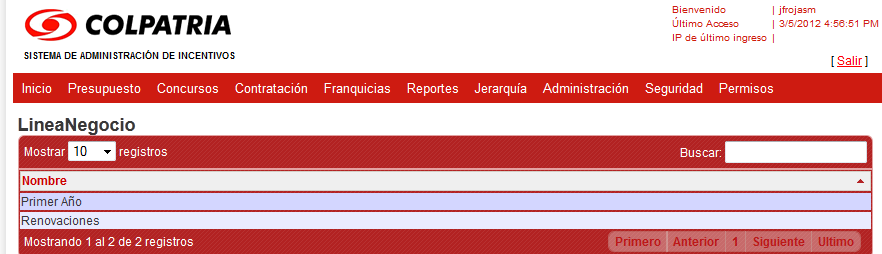 COLPATRIA
SISTEMA DE ADMINISTRACIÓN DE INCENTIVOS
Bienvenido | jfrojasm
Último Acceso | 3/5/2012 4:56:51 PM
IP de último ingreso |
[ Salir ]
Inicio Presupuesto Concursos Contratación Franquicias Reportes Jerarquía Administración Seguridad Permisos
LineaNegocio
Mostrar 10 registros Buscar:
Nombre
Primer Año
Renovaciones
Mostrando 1 al 2 de 2 registros Primero Anterior 1 Siguiente Ultimo